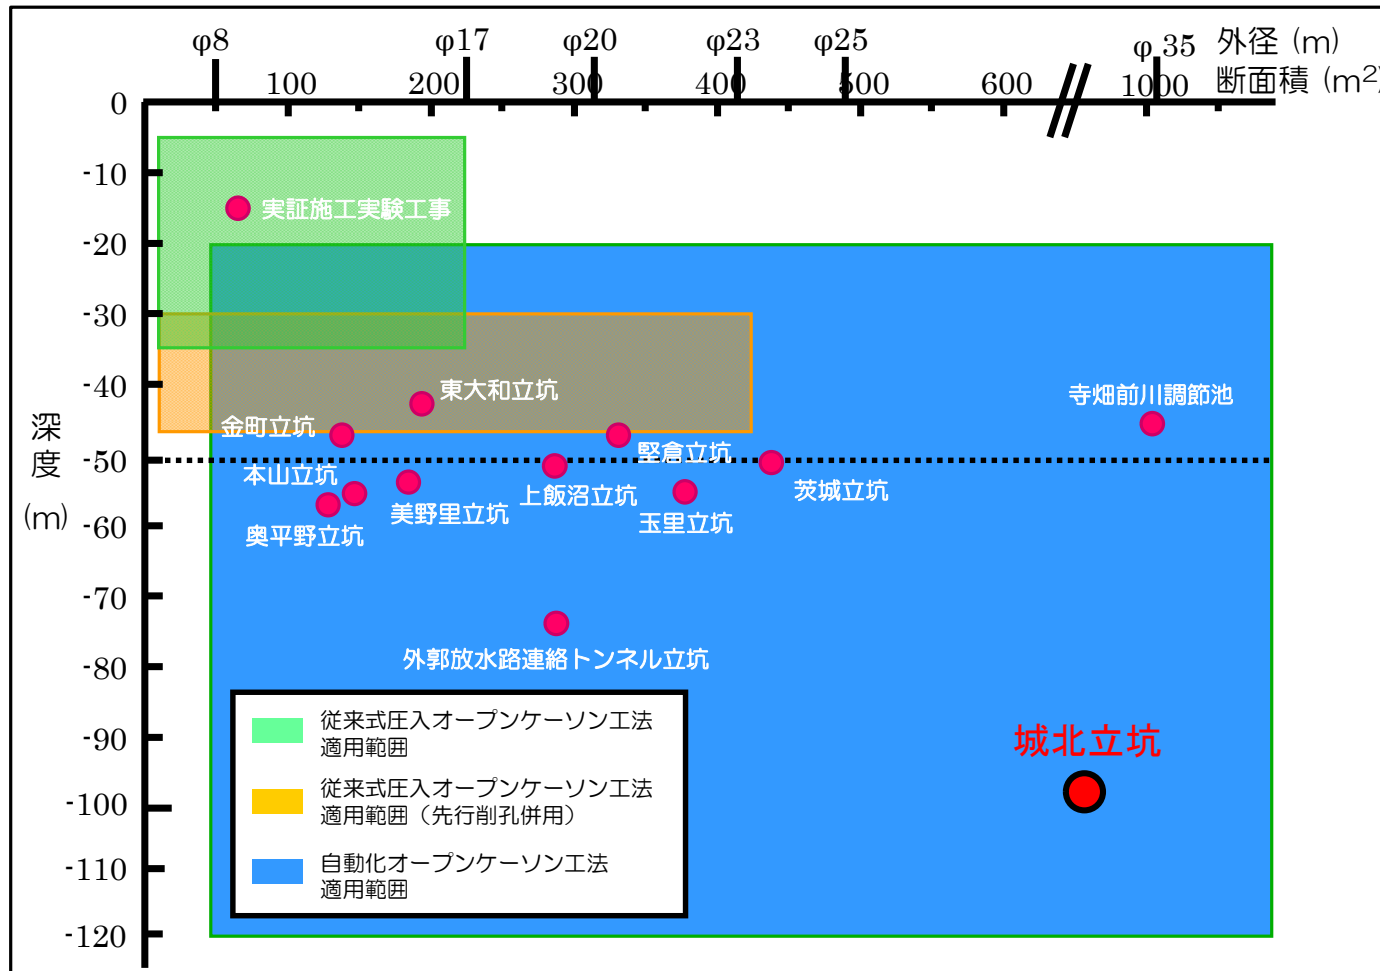 φ8 φ17 φ20 φ23 φ25 φ 35 外径 (m)
100 200 300 400 500 600 1000 断面積 (m²)
0
-10
実証施工実験工事
-20
-30
-40
東大和立坑
寺畑前川調節池
金町立坑
深度
(m)
堅倉立坑
-50
本山立坑
上飯沼立坑
茨城立坑
美野里立坑
玉里立坑
-60
奥平野立坑
-70
外郭放水路連絡トンネル立坑
-80
従来式圧入オープンケーソン工法
適用範囲
-90
城北立坑
従来式圧入オープンケーソン工法
適用範囲（先行削孔併用）
-100
自動化オープンケーソン工法
適用範囲
-110
-120